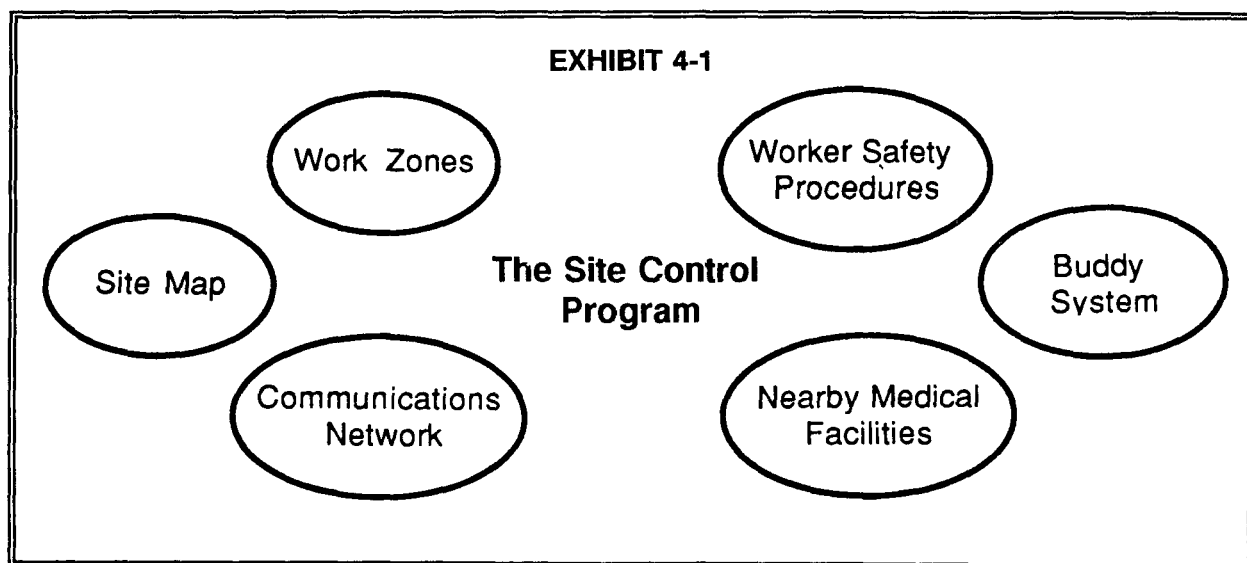 EXHIBIT 4-1
Work Zones
Worker Safety
Procedures
Site Map
The Site Control
Program
Buddy
System
Communications
Network
Nearby Medical
Facilities